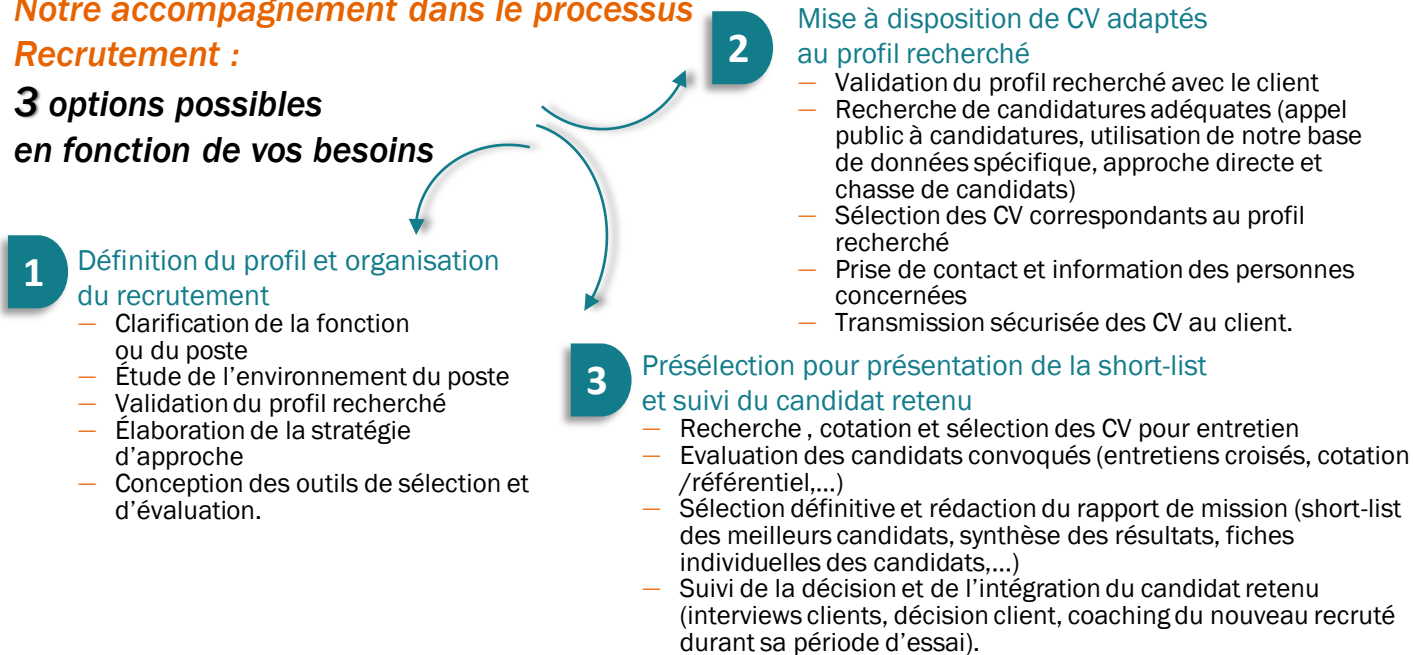 Notre accompagnement dans le processus
Recrutement :
3 options possibles
en fonction de vos besoins
1
Définition du profil et organisation
du recrutement
— Clarification de la fonction
ou du poste
— Étude de l’environnement du poste
— Validation du profil recherché
— Élaboration de la stratégie
d’approche
— Conception des outils de sélection et
d’évaluation.
2
Mise à disposition de CV adaptés
au profil recherché
— Validation du profil recherché avec le client
— Recherche de candidatures adéquates (appel
public à candidatures, utilisation de notre base
de données spécifique, approche directe et
chasse de candidats)
— Sélection des CV correspondants au profil
recherché
— Prise de contact et information des personnes
concernées
— Transmission sécurisée des CV au client.
3
Présélection pour présentation de la short-list
et suivi du candidat retenu
— Recherche , cotation et sélection des CV pour entretien
— Evaluation des candidats convoqués (entretiens croisés, cotation
/référentiel,…)
— Sélection définitive et rédaction du rapport de mission (short-list
des meilleurs candidats, synthèse des résultats, fiches
individuelles des candidats,…)
— Suivi de la décision et de l’intégration du candidat retenu
(interviews clients, décision client, coaching du nouveau recruté
durant sa période d’essai).